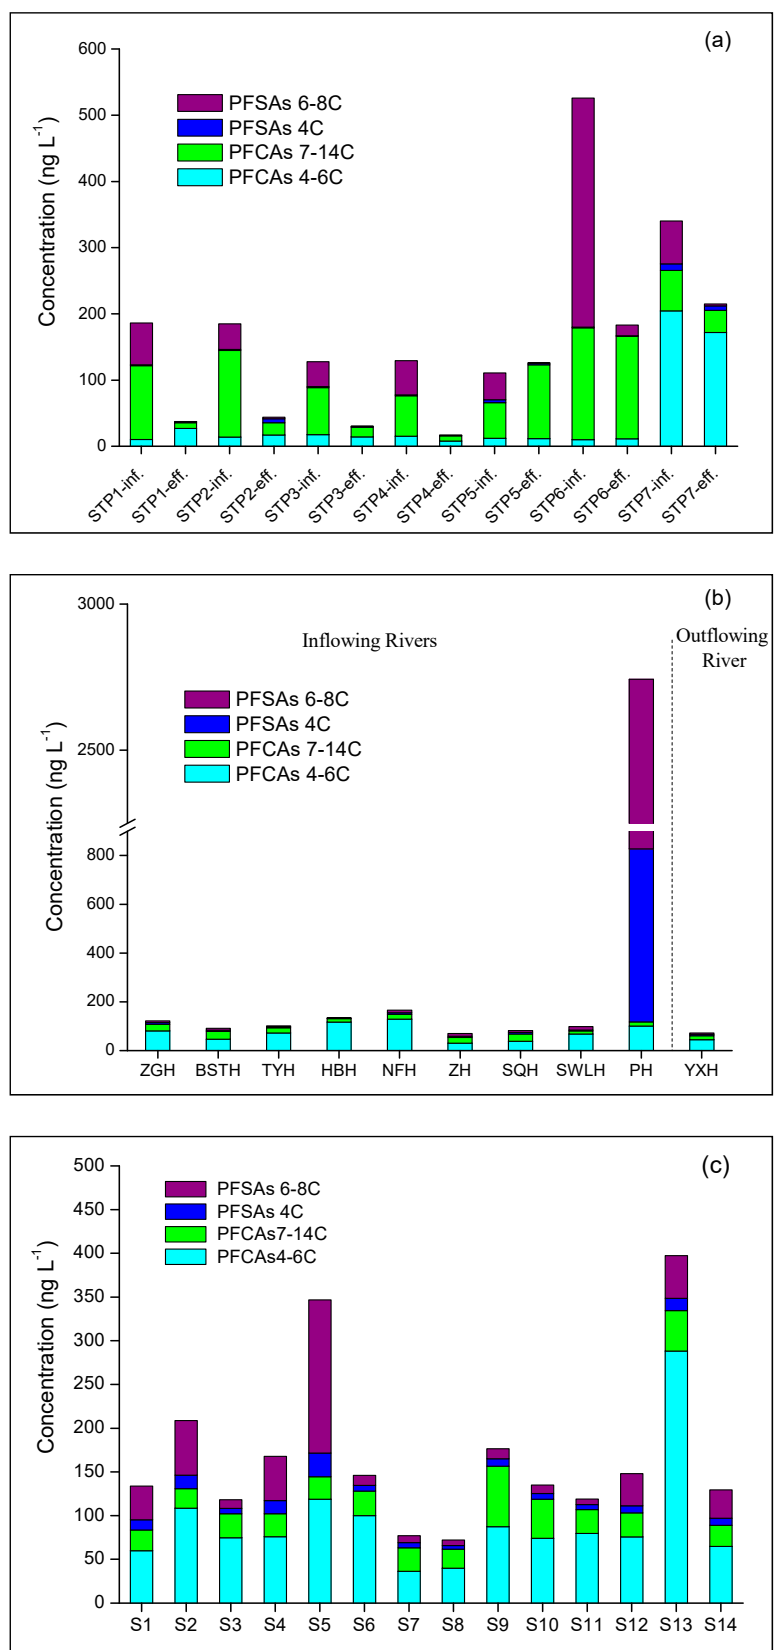 (a)
600
500
400
300
200
100
0
Concentration (ng L⁻¹)
PFSAs 6-8C
PFSAs 4C
PFCAs 7-14C
PFCAs 4-6C
STP1-inf.
STP1-eff.
STP2-inf.
STP2-eff.
STP3-inf.
STP3-eff.
STP4-inf.
STP4-eff.
STP5-inf.
STP5-eff.
STP6-inf.
STP6-eff.
STP7-inf.
STP7-eff.
(b)
3000
2500
800
600
400
200
0
Concentration (ng L⁻¹)
Inflowing Rivers
Outflowing
River
PFSAs 6-8C
PFSAs 4C
PFCAs 7-14C
PFCAs 4-6C
ZGH BSTH TYH HBH NFH ZH SQH SWLH PH YXH
(c)
500
450
400
350
300
250
200
150
100
50
0
Concentration (ng L⁻¹)
PFSAs 6-8C
PFSAs 4C
PFCAs7-14C
PFCAs4-6C
S1 S2 S3 S4 S5 S6 S7 S8 S9 S10 S11 S12 S13 S14